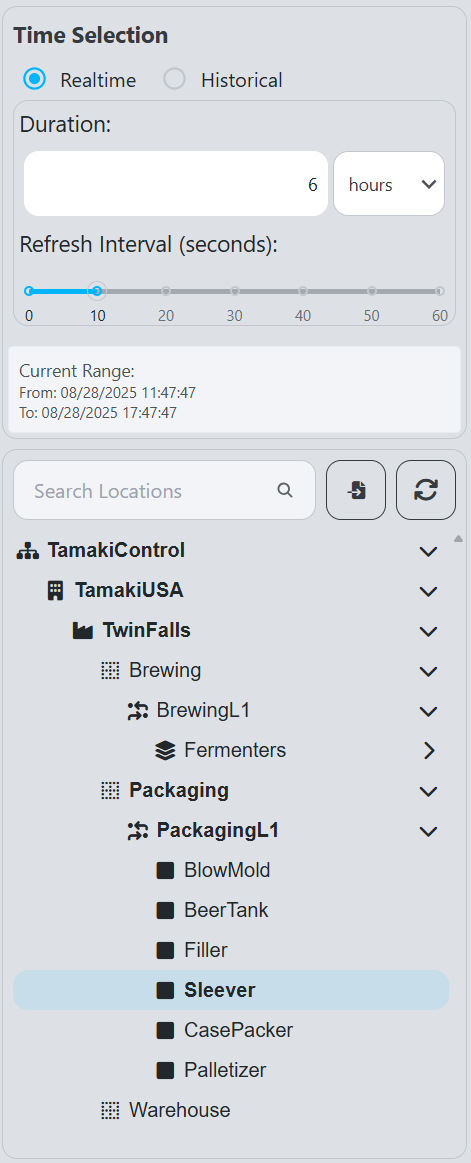 Time Selection
Realtime Historical
Duration:
6 hours
Refresh Interval (seconds):
0 10 20 30 40 50 60
Current Range:
From: 08/28/2025 11:47:47
To: 08/28/2025 17:47:47
Search Locations
TamakiControl
TamakiUSA
TwinFalls
Brewing
BrewingL1
Fermenters
Packaging
PackagingL1
BlowMold
BeerTank
Filler
Sleever
CasePacker
Palletizer
Warehouse